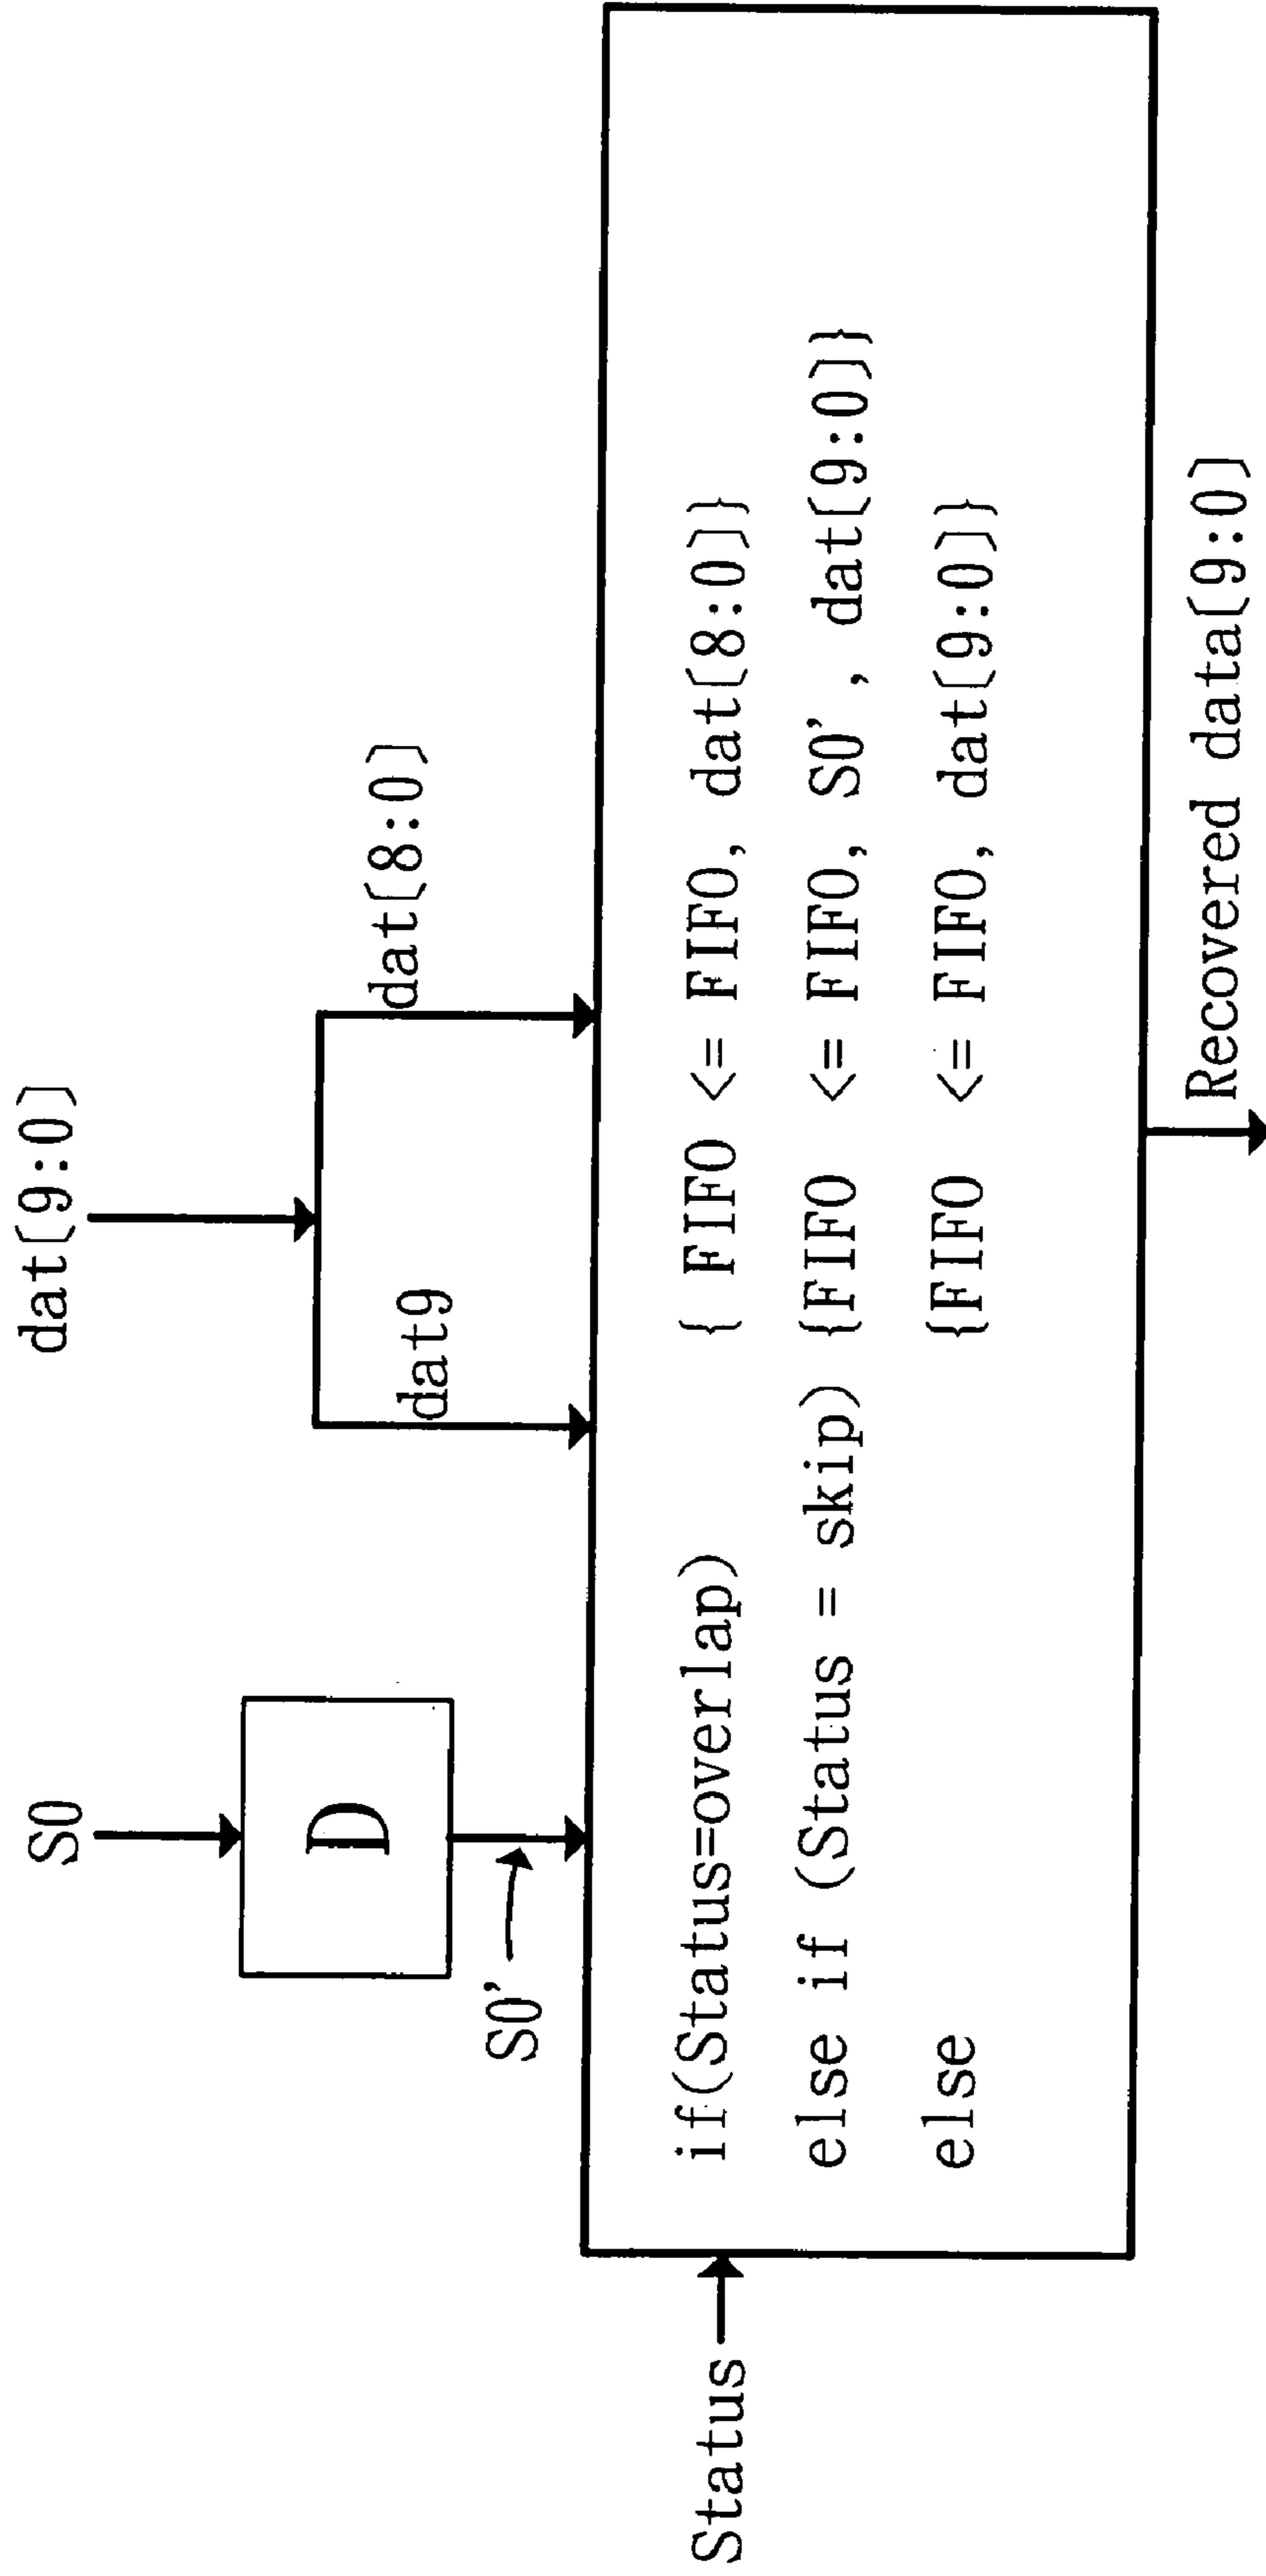 dat[9:0]
S0
D
dat9
dat[8:0]
S0'
Status
if(Status=overlap) { FIFO <= FIFO, dat[8:0]}
else if (Status = skip) {FIFO <= FIFO, S0', dat[9:0]}
else {FIFO <= FIFO, dat[9:0]}
Recovered data[9:0]